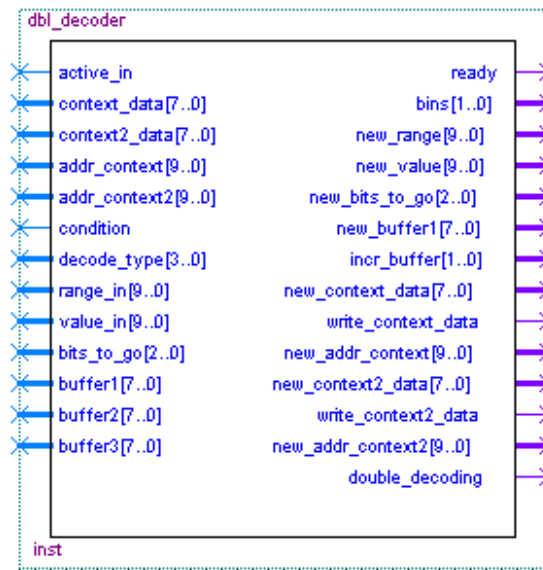 dbl_decoder
active_in ready
context_data[7..0] bins[1..0]
context2_data[7..0] new_range[9..0]
addr_context[9..0] new_value[9..0]
addr_context2[9..0] new_bits_to_go[2..0]
condition new_buffer1[7..0]
decode_type[3..0] incr_buffer[1..0]
range_in[9..0] new_context_data[7..0]
value_in[9..0] write_context_data
bits_to_go[2..0] new_addr_context[9..0]
buffer1[7..0] new_context2_data[7..0]
buffer2[7..0] write_context2_data
buffer3[7..0] new_addr_context2[9..0]
double_decoding
inst